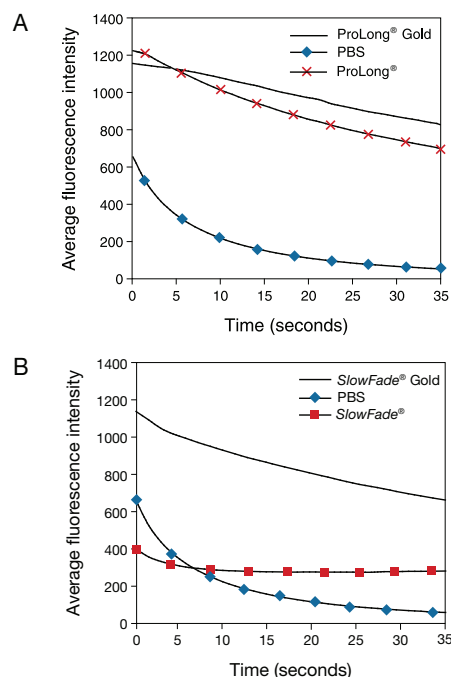 A
ProLong® Gold
PBS
ProLong®
Average fluorescence intensity
1400
1200
1000
800
600
400
200
0
0 5 10 15 20 25 30 35
Time (seconds)
B
SlowFade® Gold
PBS
SlowFade®
Average fluorescence intensity
1400
1200
1000
800
600
400
200
0
0 5 10 15 20 25 30 35
Time (seconds)